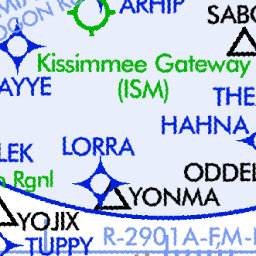 ARHIP
SABO
Kissimmee Gateway
(ISM)
AYYE
THE
HAHNA
LORRA
LEK
ODDEL
Rgnl
YONMA
YOJIX
R-2901A-FM-
TUPPY